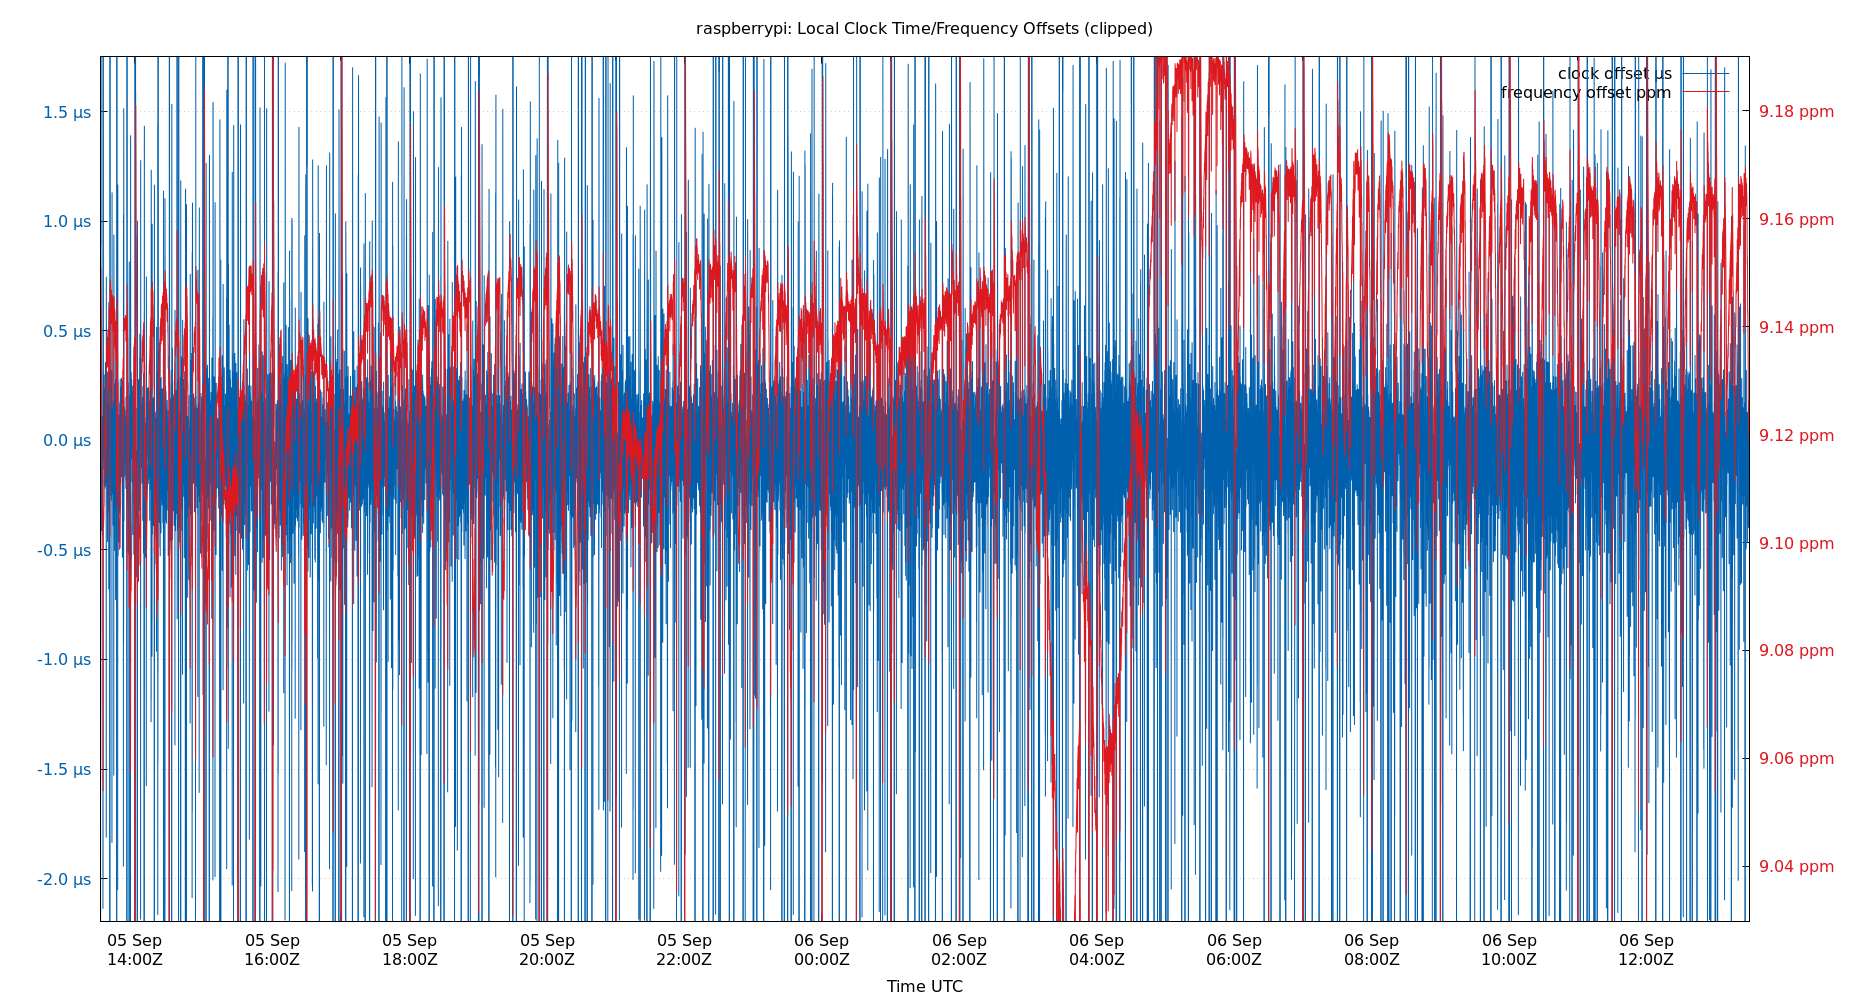 raspberrypi: Local Clock Time/Frequency Offsets (clipped)
clock offset us
frequency offset ppm
1.5 µs
1.0 µs
0.5 µs
0.0 µs
-0.5 µs
-1.0 µs
-1.5 µs
-2.0 µs
9.18 ppm
9.16 ppm
9.14 ppm
9.12 ppm
9.10 ppm
9.08 ppm
9.06 ppm
9.04 ppm
05 Sep 05 Sep 05 Sep 05 Sep 05 Sep 06 Sep 06 Sep 06 Sep 06 Sep 06 Sep 06 Sep 06 Sep
14:00Z 16:00Z 18:00Z 20:00Z 22:00Z 00:00Z 02:00Z 04:00Z 06:00Z 08:00Z 10:00Z 12:00Z
Time UTC